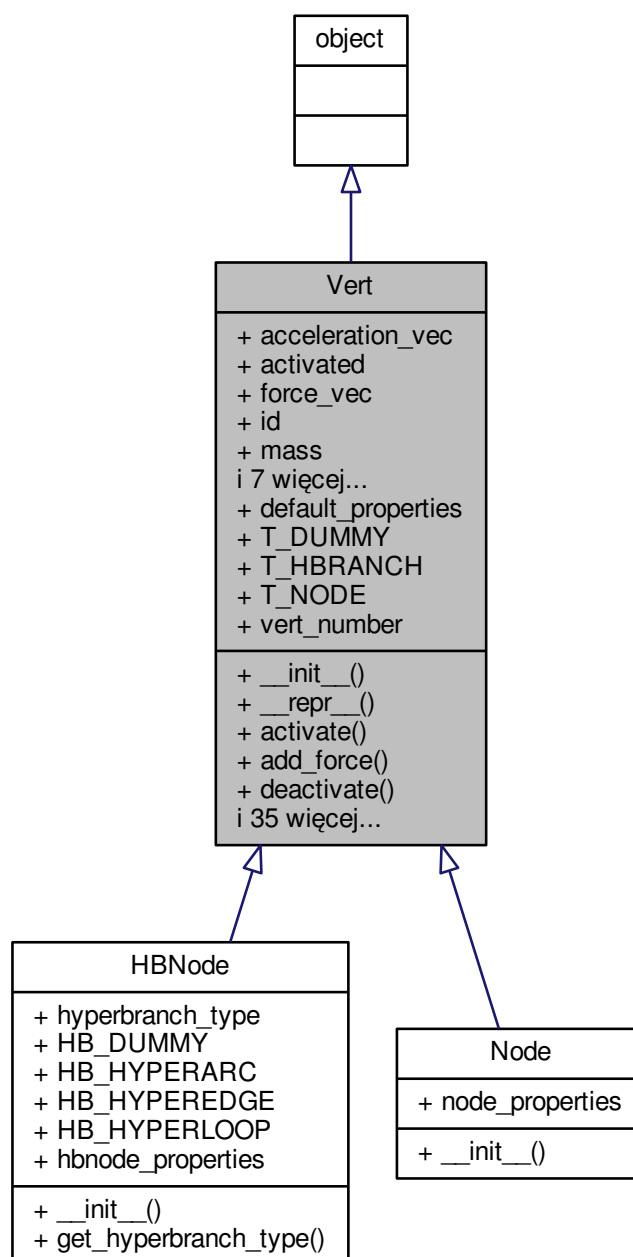 object
Vert
+ acceleration_vec
+ activated
+ force_vec
+ id
+ mass
i 7 więcej...
+ default_properties
+ T_DUMMY
+ T_HBRANCH
+ T_NODE
+ vert_number
+ __init__()
+ __repr__()
+ activate()
+ add_force()
+ deactivate()
i 35 więcej...
HBNode
+ hyperbranch_type
+ HB_DUMMY
+ HB_HYPERARC
+ HB_HYPEREDGE
+ HB_HYPERLOOP
+ hbnode_properties
+ __init__()
+ get_hyperbranch_type()
Node
+ node_properties
+ __init__()